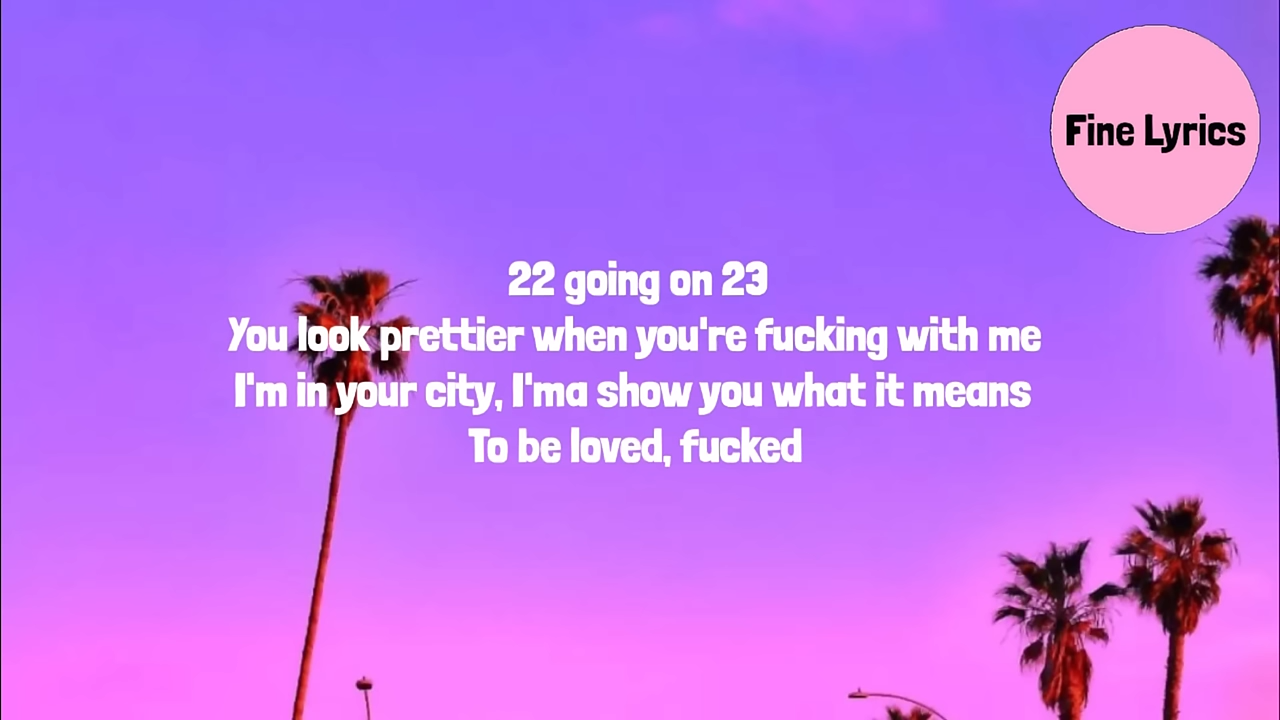 Fine Lyrics
22 going on 23
You look prettier when you're fucking with me
I'm in your city, I'ma show you what it means
To be loved, fucked